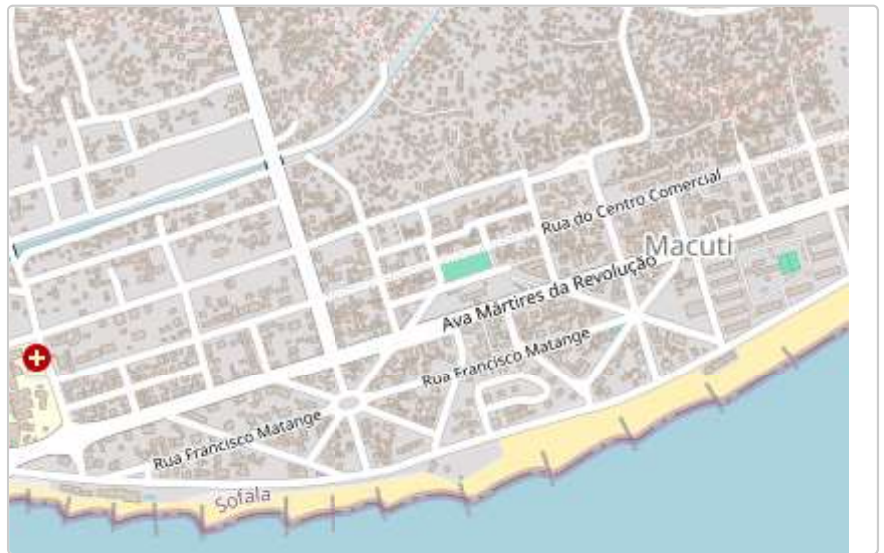 Rua do Centro Comercial
Macuti
Ava Mártires da Revolução
Rua Francisco Matange
Rua Francisco Matange
Sofala